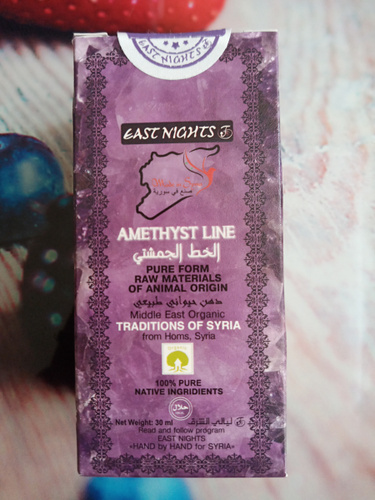 EAST NIGHTS
EAST NIGHTS
صنع في سورية
AMETHYST LINE
الخط الجمشتي
PURE FORM
RAW MATERIALS
OF ANIMAL ORIGIN
دهن حيواني طبيعي
Middle East Organic
TRADITIONS OF SYRIA
from Homs, Syria
100% PURE
NATIVE INGRIDIENTS
حلال
Net Weight: 30 ml ليالي الشرق
Read and follow program
EAST NIGHTS
«HAND by HAND for SYRIA»